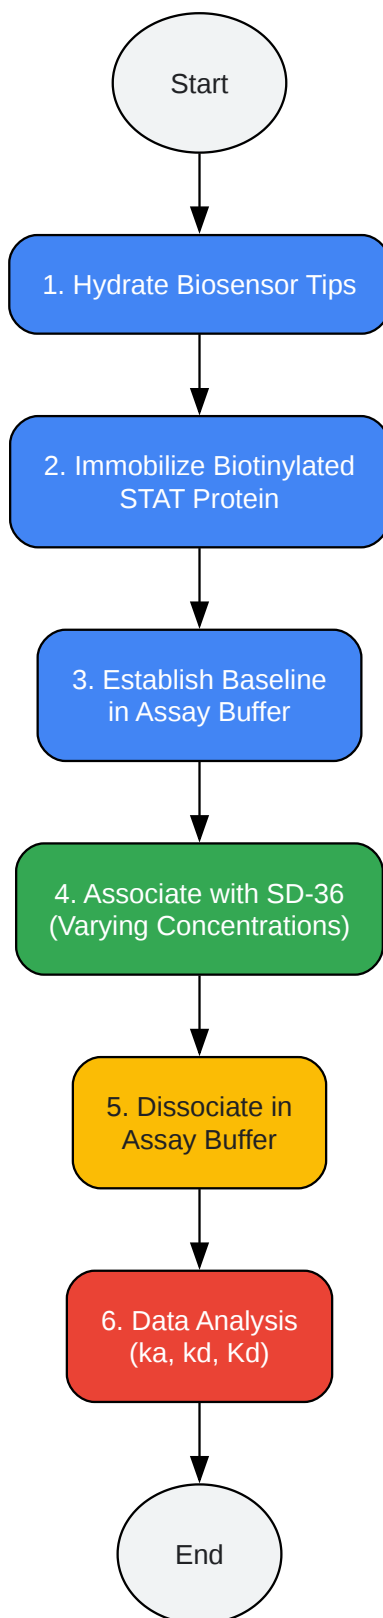 Start
1. Hydrate Biosensor Tips
2. Immobilize Biotinylated
STAT Protein
3. Establish Baseline
in Assay Buffer
4. Associate with SD-36
(Varying Concentrations)
5. Dissociate in
Assay Buffer
6. Data Analysis
(ka, kd, Kd)
End